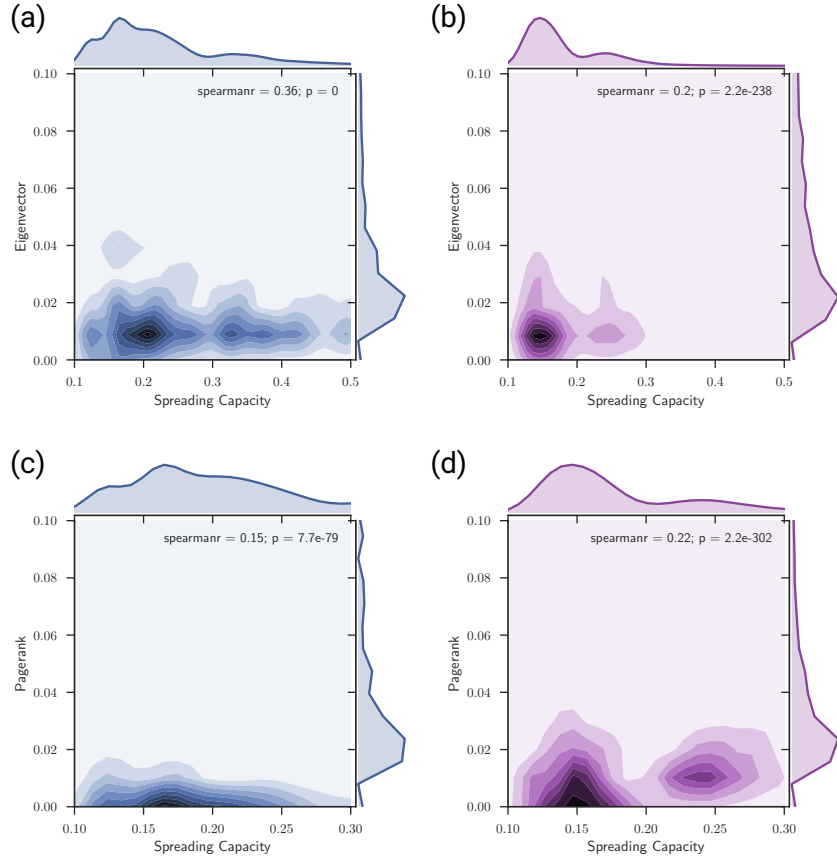 (a)
spearmanr = 0.36; p = 0
Eigenvector
0.10
0.08
0.06
0.04
0.02
0.00
0.1 0.2 0.3 0.4 0.5
Spreading Capacity
(b)
spearmanr = 0.2; p = 2.2e-238
Eigenvector
0.10
0.08
0.06
0.04
0.02
0.00
0.1 0.2 0.3 0.4 0.5
Spreading Capacity
(c)
spearmanr = 0.15; p = 7.7e-79
Pagerank
0.10
0.08
0.06
0.04
0.02
0.00
0.10 0.15 0.20 0.25 0.30
Spreading Capacity
(d)
spearmanr = 0.22; p = 2.2e-302
Pagerank
0.10
0.08
0.06
0.04
0.02
0.00
0.10 0.15 0.20 0.25 0.30
Spreading Capacity